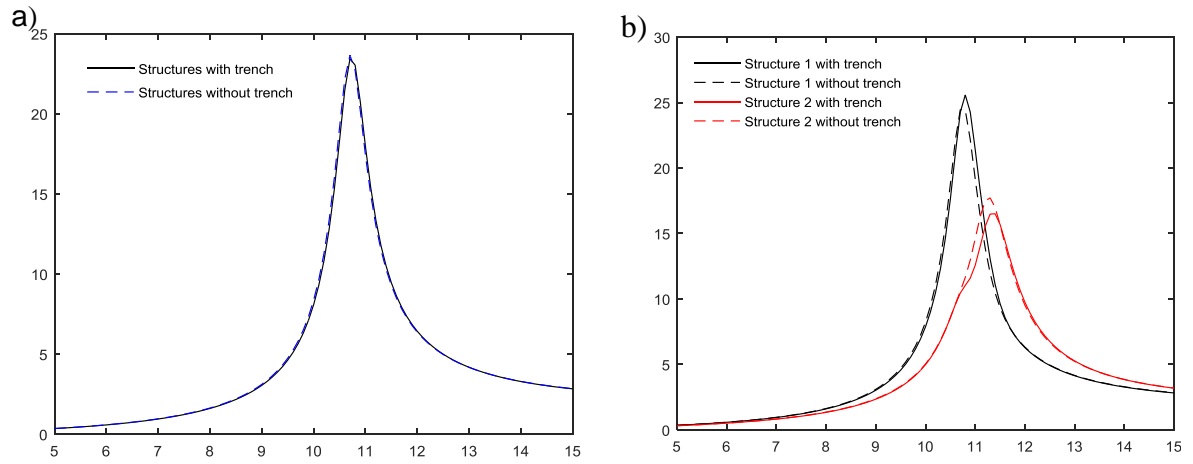 a)
25
20
15
10
5
0
Structures with trench
Structures without trench
5 6 7 8 9 10 11 12 13 14 15
b)
30
25
20
15
10
5
0
Structure 1 with trench
Structure 1 without trench
Structure 2 with trench
Structure 2 without trench
5 6 7 8 9 10 11 12 13 14 15